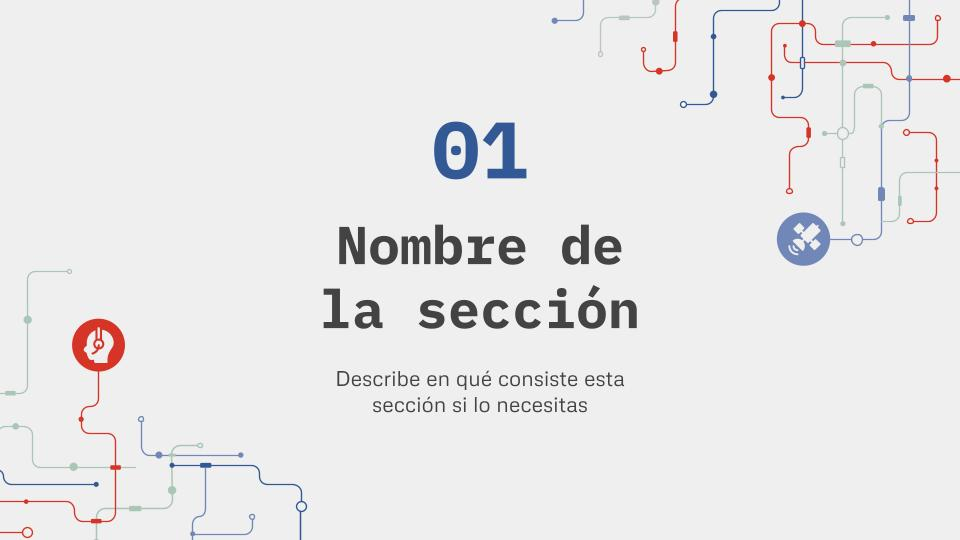 01
Nombre de
la sección
Describe en qué consiste esta
sección si lo necesitas